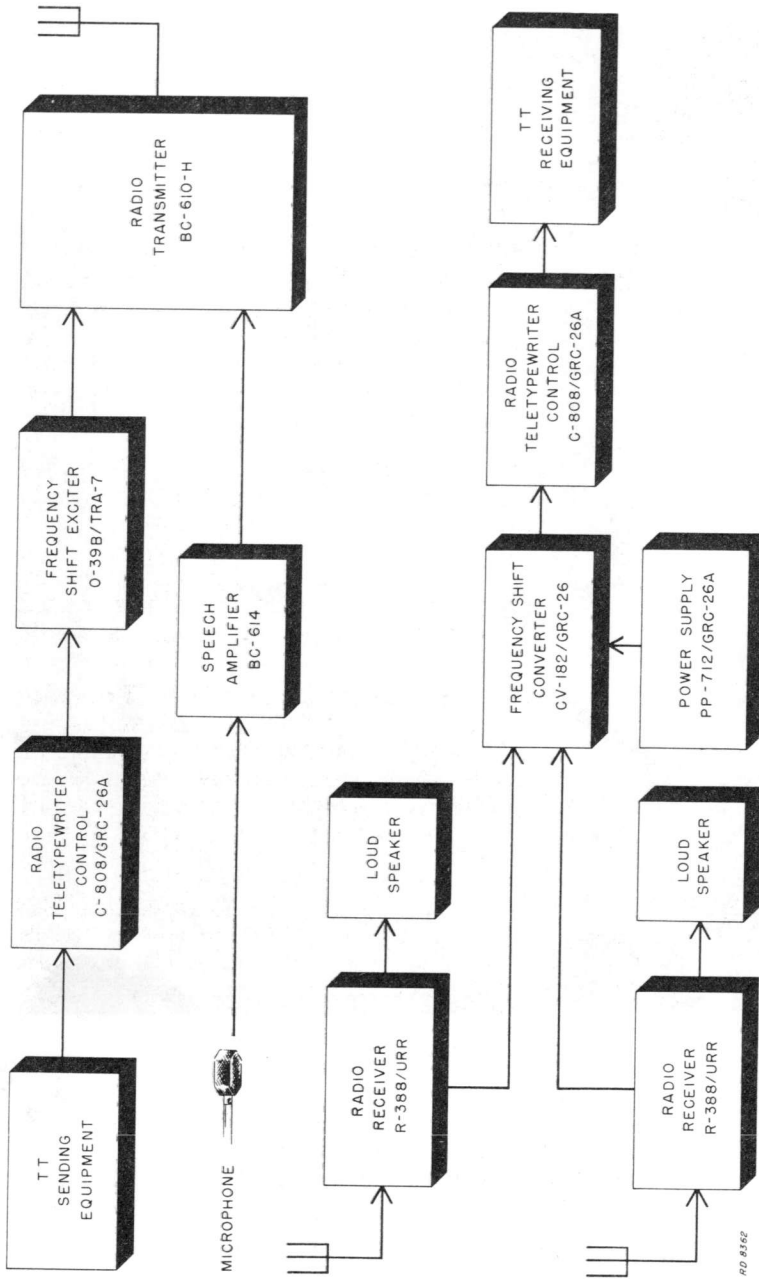 TT
SENDING
EQUIPMENT
RADIO
TELETYPEWRITER
CONTROL
C-808/GRC-26A
FREQUENCY
SHIFT EXCITER
O-39B/TRA-7
RADIO
TRANSMITTER
BC-610-H
MICROPHONE
SPEECH
AMPLIFIER
BC-614
RADIO
RECEIVER
R-388/URR
LOUD
SPEAKER
FREQUENCY SHIFT
CONVERTER
CV-182/GRC-26
RADIO
TELETYPEWRITER
CONTROL
C-808/GRC-26A
TT
RECEIVING
EQUIPMENT
RADIO
RECEIVER
R-388/URR
LOUD
SPEAKER
POWER SUPPLY
PP-712/GRC-26A
RD 8362